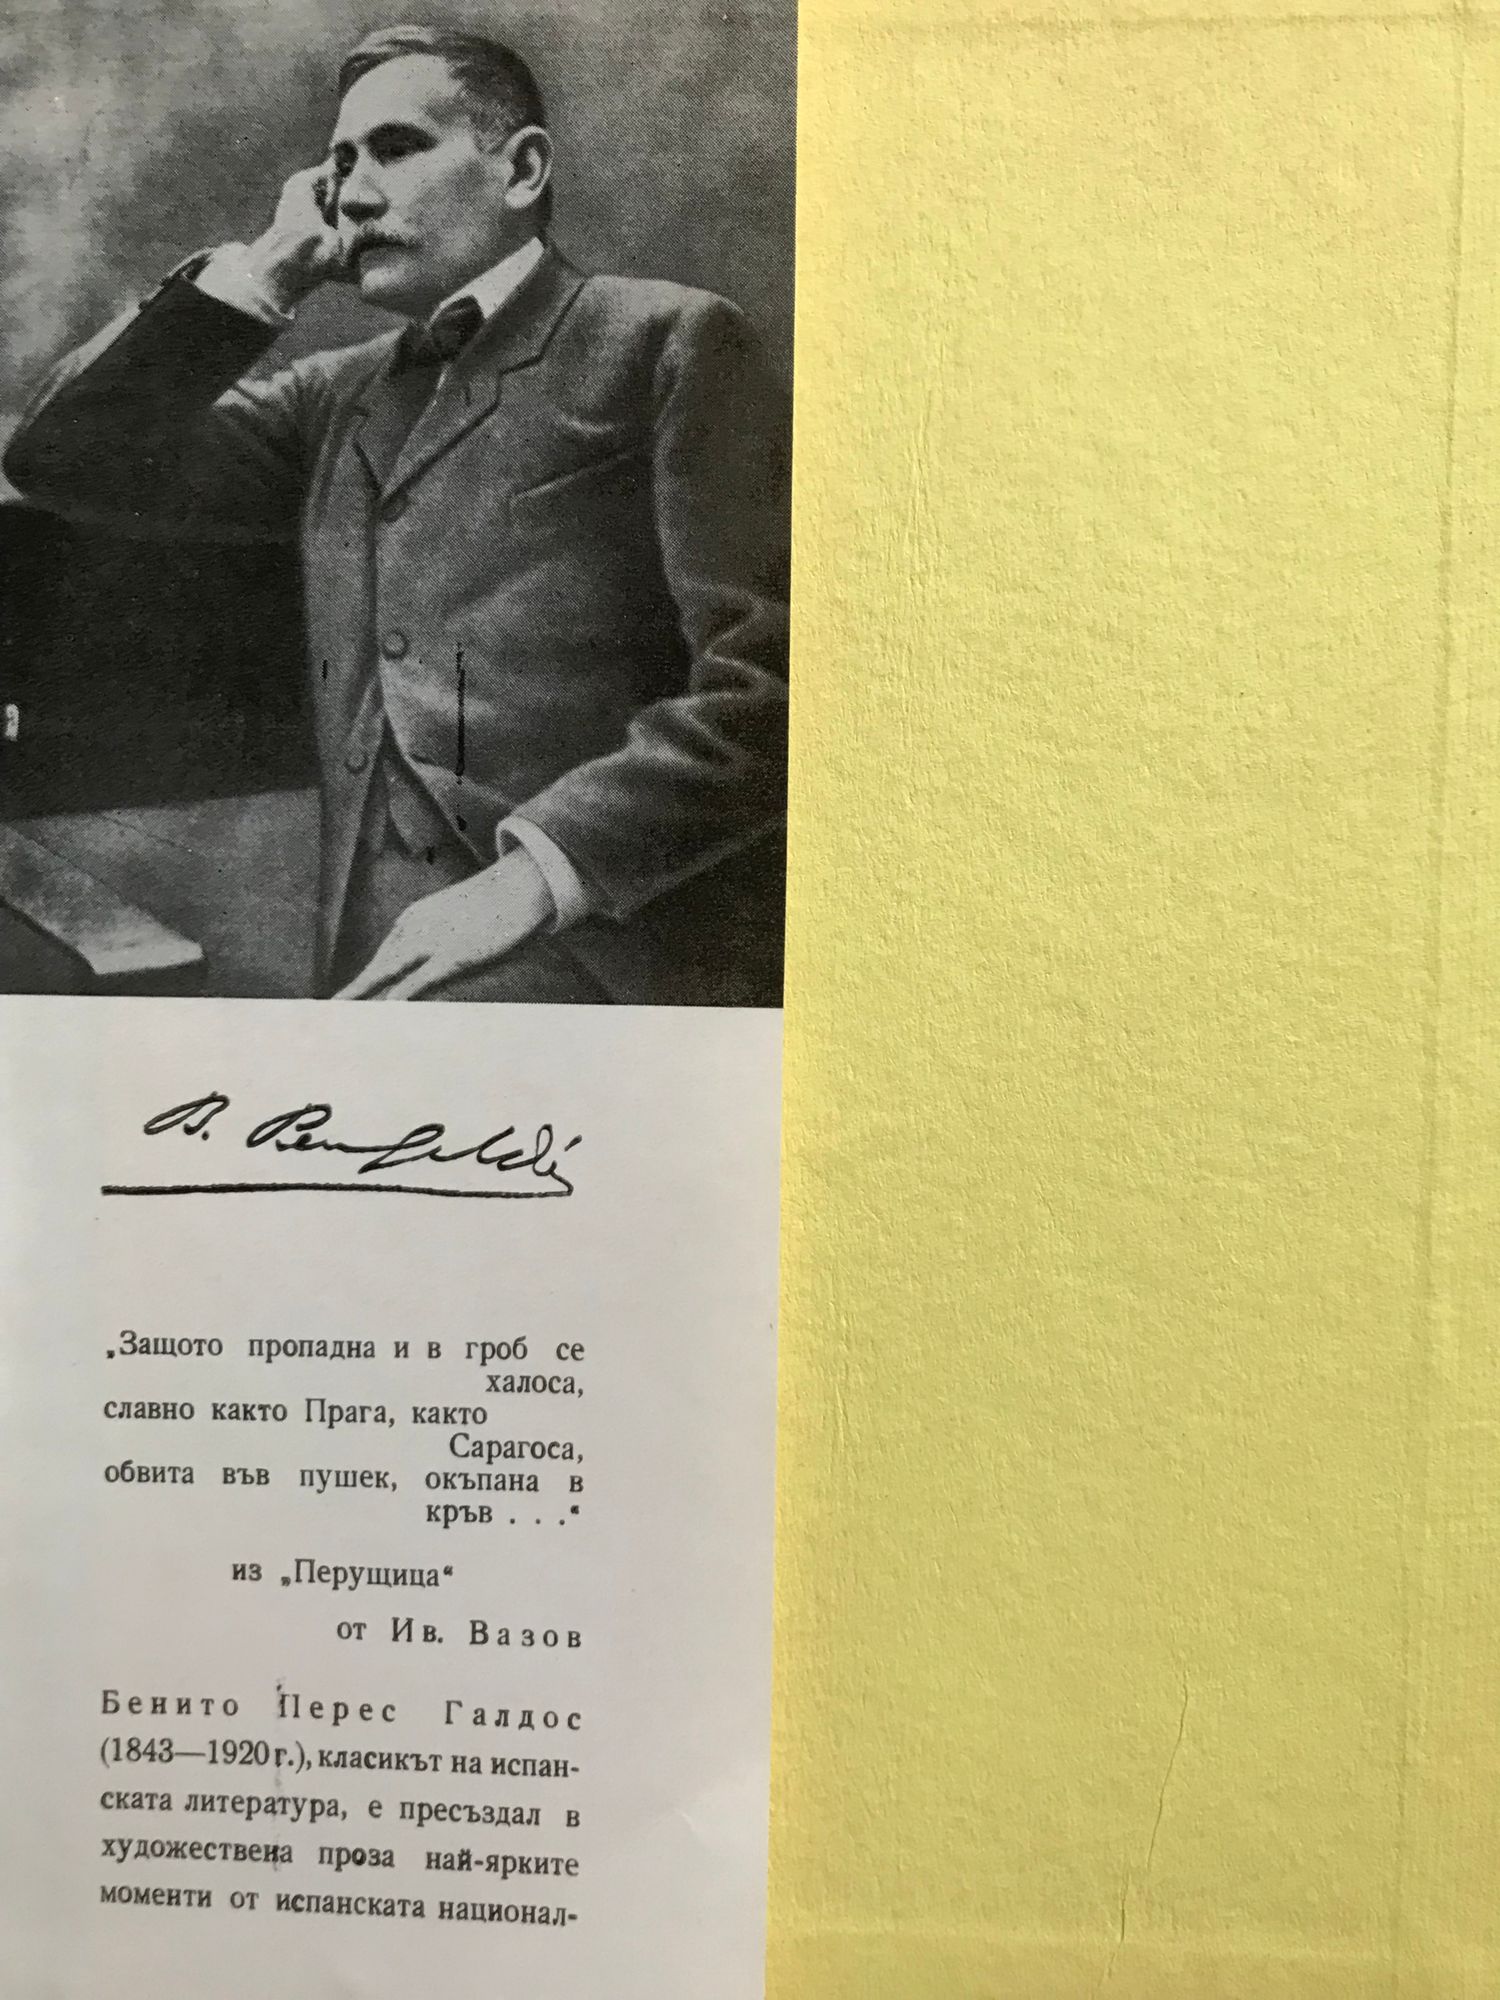 B. Perez Galdós
„Защото пропадна и в гроб се
халоса,
славно както Прага, както
Сарагоса,
обвита във пушек, окъпана в
кръв . . .“
из „Перущица“
от Ив. Вазов
Бенито Перес Галдос
(1843—1920 г.), класикът на испан-
ската литература, е пресъздал в
художествена проза най-ярките
моменти от испанската национал-